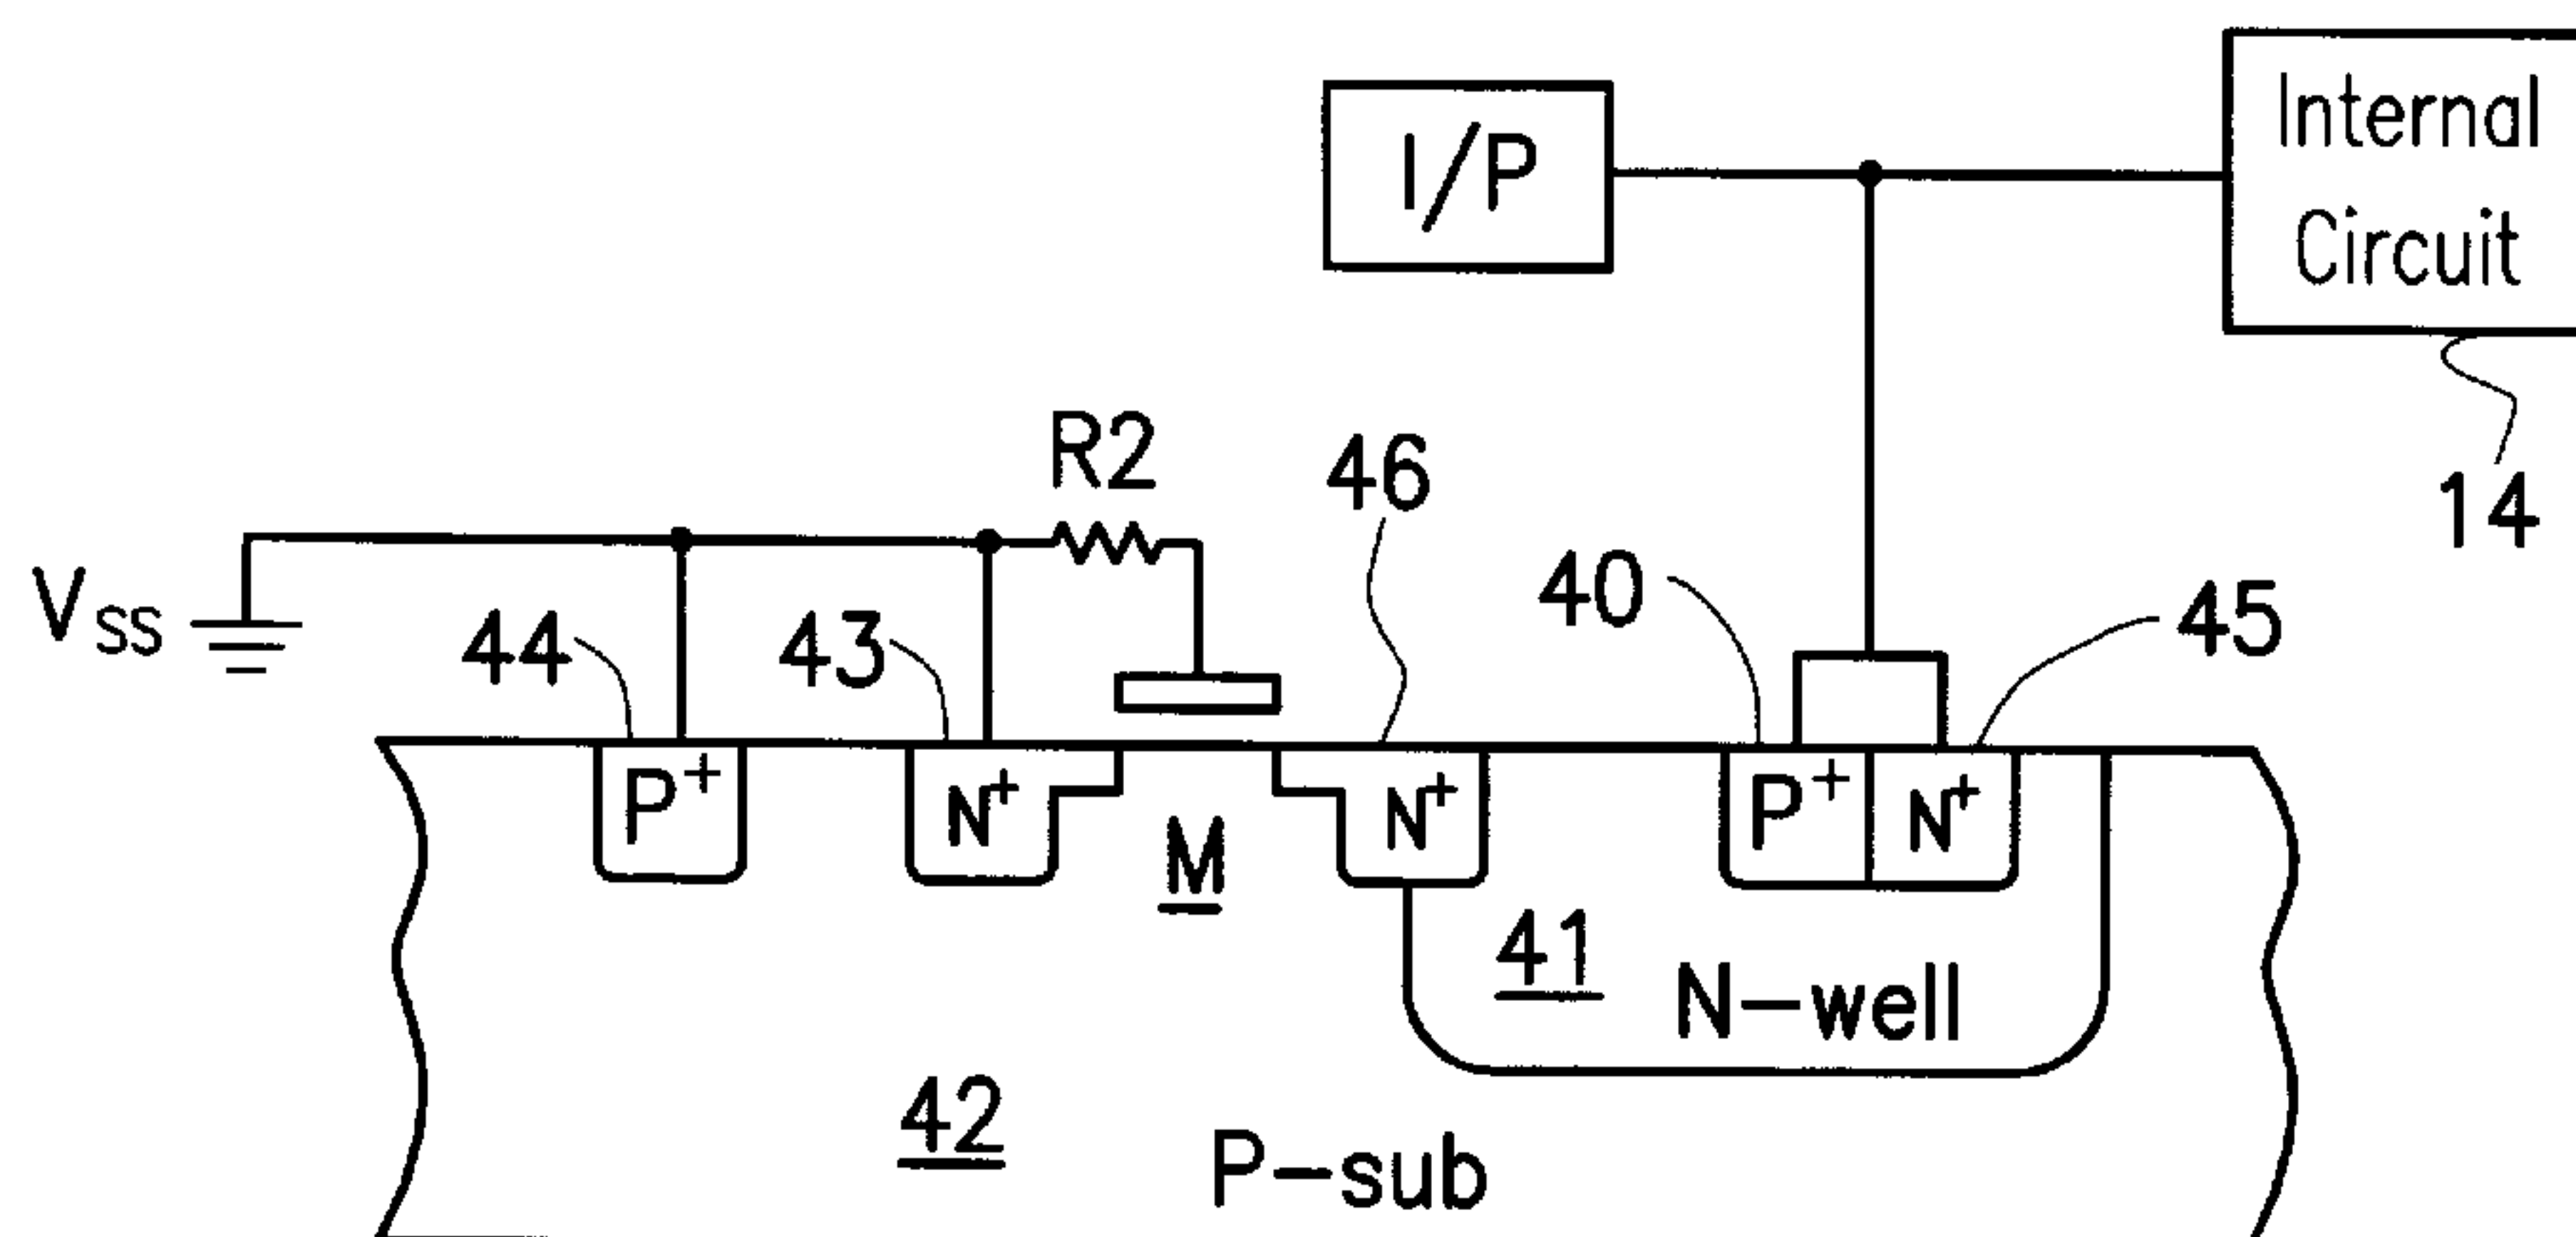 Internal
Circuit
I/P
14
R2
46
40
45
VSS
44
43
P+
N+
M
N+
P+
N+
41
N-well
42
P-sub